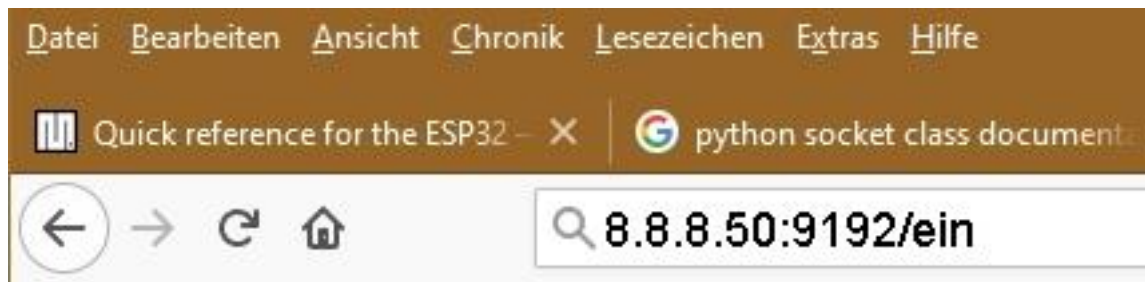 Datei Bearbeiten Ansicht Chronik Lesezeichen Extras Hilfe
Quick reference for the ESP32 – python socket class documenta
8.8.8.50:9192/ein